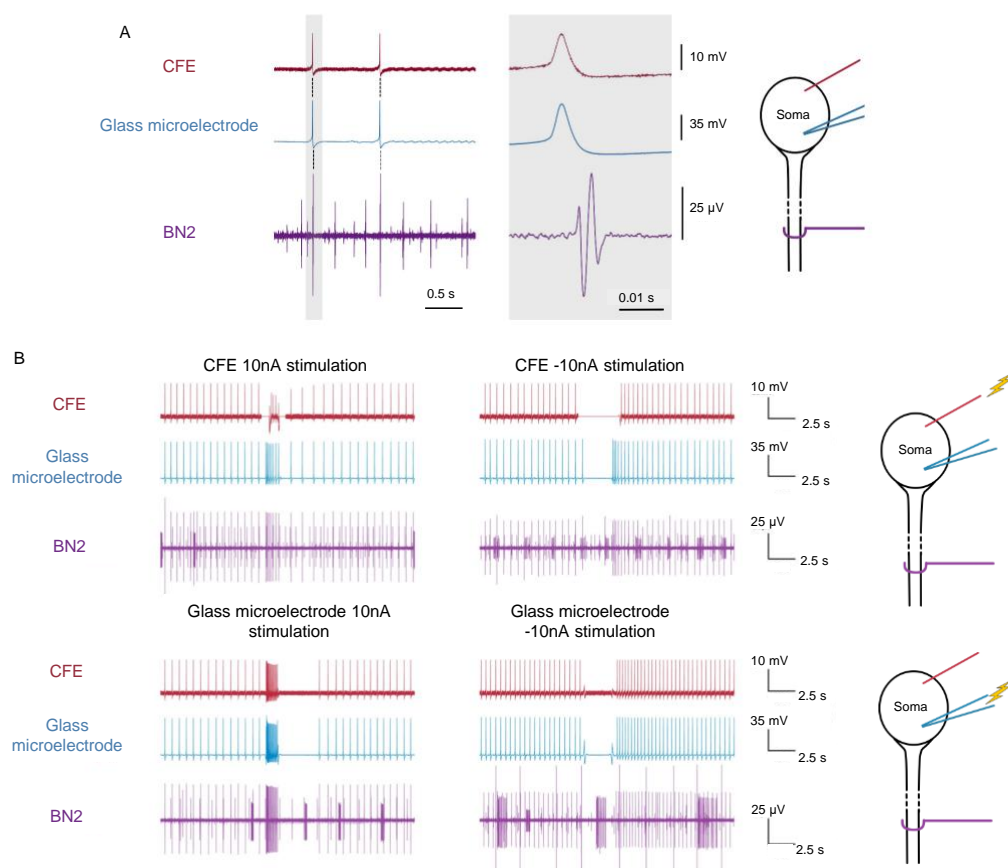 A
CFE
10 mV
Glass microelectrode
35 mV
Soma
BN2
25 µV
0.5 s
0.01 s
B
CFE 10nA stimulation
CFE -10nA stimulation
CFE
10 mV
2.5 s
Glass
microelectrode
35 mV
2.5 s
Soma
BN2
25 µV
2.5 s
Glass microelectrode 10nA
stimulation
Glass microelectrode
-10nA stimulation
CFE
10 mV
2.5 s
Glass
microelectrode
35 mV
2.5 s
Soma
BN2
25 µV
2.5 s